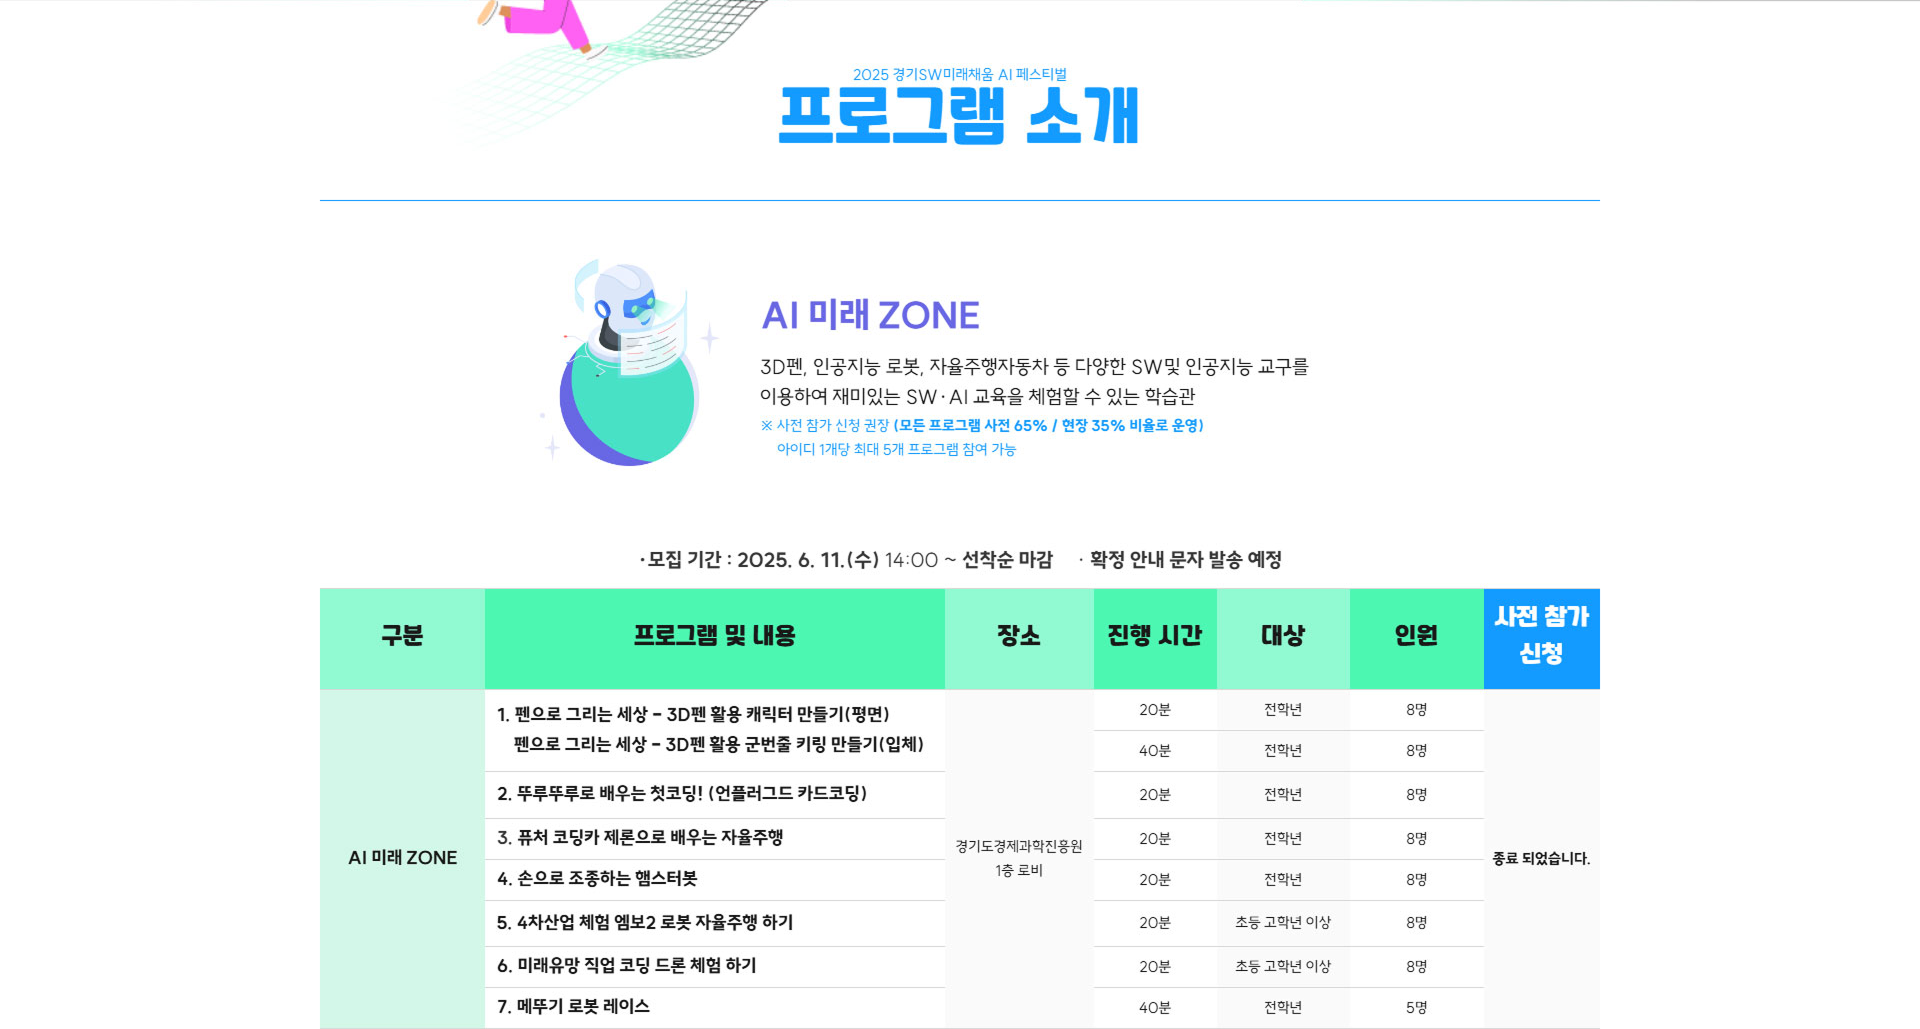 2025 경기SW미래채움 AI 페스티벌
프로그램 소개
AI 미래 ZONE
3D펜, 인공지능 로봇, 자율주행자동차 등 다양한 SW및 인공지능 교구를
이용하여 재미있는 SW·AI 교육을 체험할 수 있는 학습관
※ 사전 참가 신청 권장 (모든 프로그램 사전 65% / 현장 35% 비율로 운영)
아이디 1개당 최대 5개 프로그램 참여 가능
·모집 기간 : 2025. 6. 11.(수) 14:00 ~ 선착순 마감 · 확정 안내 문자 발송 예정
구분 프로그램 및 내용 장소 진행 시간 대상 인원 사전 참가
신청
1. 펜으로 그리는 세상 - 3D펜 활용 캐릭터 만들기(평면) 20분 전학년 8명
펜으로 그리는 세상 - 3D펜 활용 군번줄 키링 만들기(입체) 40분 전학년 8명
2. 뚜루뚜루로 배우는 첫코딩! (언플러그드 카드코딩) 20분 전학년 8명
3. 퓨처 코딩카 제론으로 배우는 자율주행 20분 전학년 8명
AI 미래 ZONE
경기도경제과학진흥원
1층 로비
종료 되었습니다.
4. 손으로 조종하는 햄스터봇 20분 전학년 8명
5. 4차산업 체험 엠보2 로봇 자율주행 하기 20분 초등 고학년 이상 8명
6. 미래유망 직업 코딩 드론 체험 하기 20분 초등 고학년 이상 8명
7. 메뚜기 로봇 레이스 40분 전학년 5명